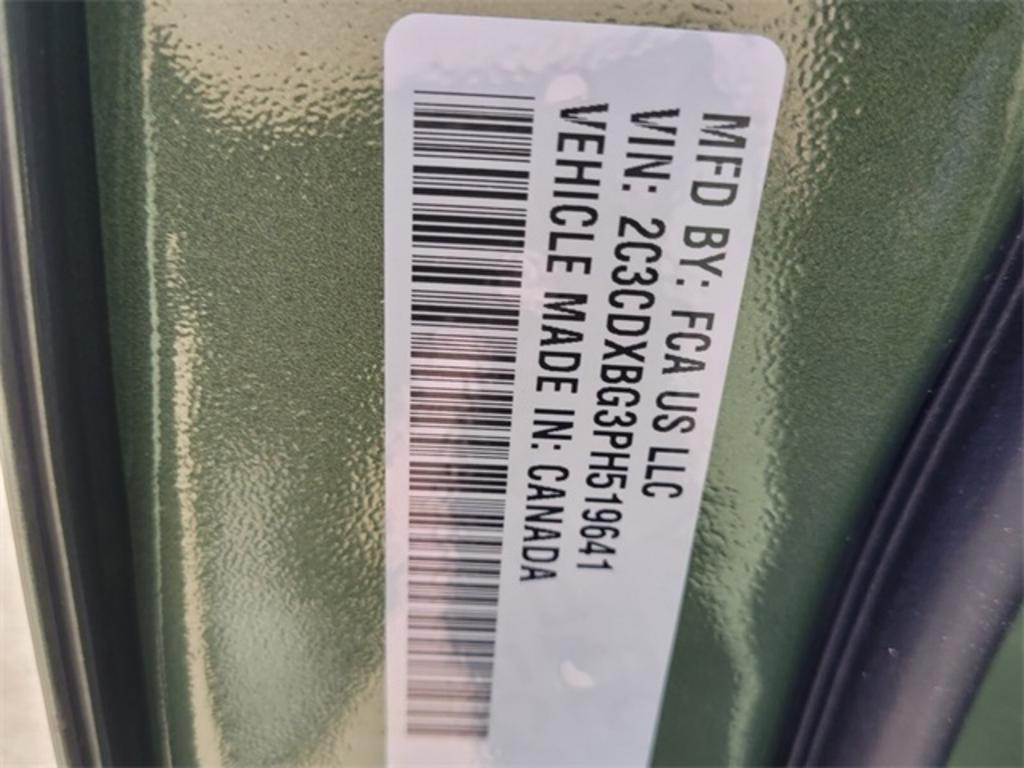 MFD BY: FCA US LLC
VIN: 2C3CDXBG3PH519641
VEHICLE MADE IN: CANADA